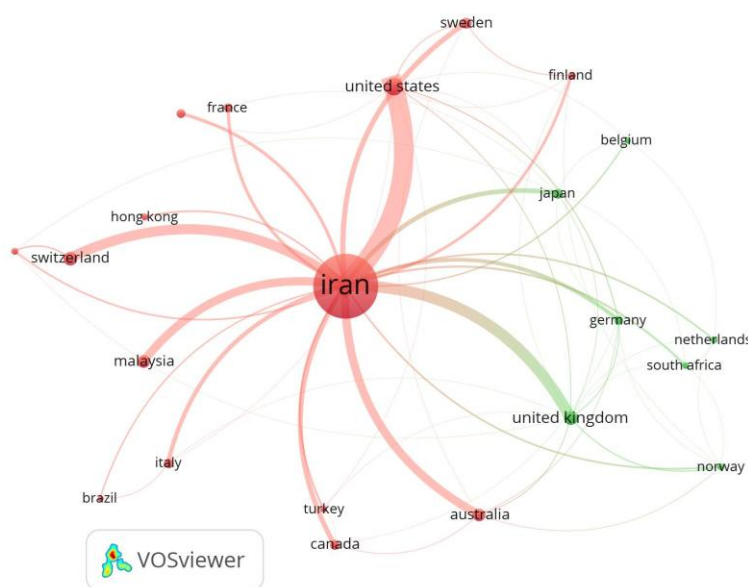 sweden
united states
finland
france
belgium
japan
hong kong
switzerland
iran
germany
netherlands
malaysia
south africa
united kingdom
italy
norway
brazil
turkey
australia
canada
VOSviewer